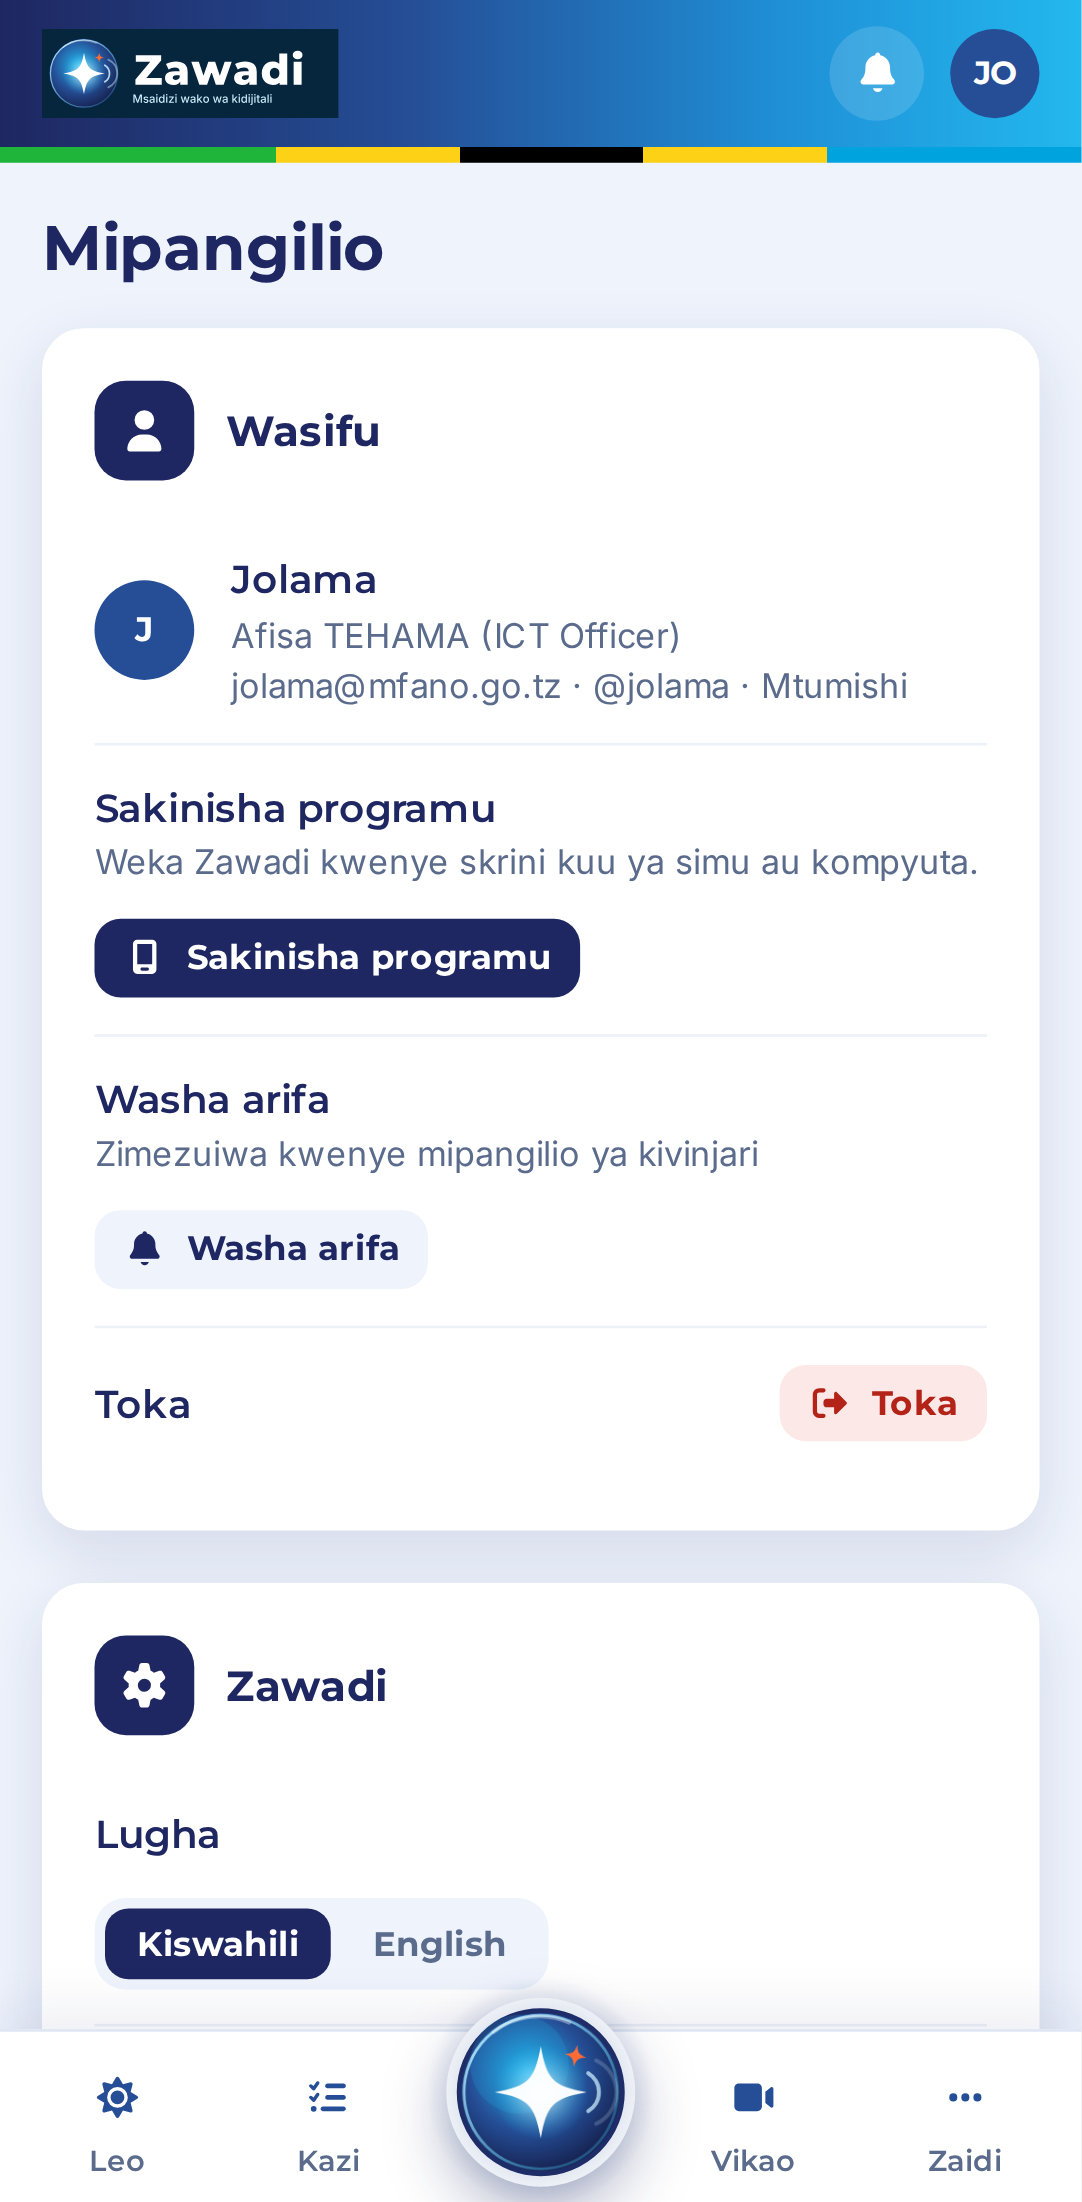 Zawadi
Msaidizi wako wa kidijitali
JO
Mipangilio
Wasifu
J
Jolama
Afisa TEHAMA (ICT Officer)
jolama@mfano.go.tz · @jolama · Mtumishi
Sakinisha programu
Weka Zawadi kwenye skrini kuu ya simu au kompyuta.
Sakinisha programu
Washa arifa
Zimezuiwa kwenye mipangilio ya kivinjari
Washa arifa
Toka
Toka
Zawadi
Lugha
Kiswahili
English
Leo
Kazi
Vikao
Zaidi